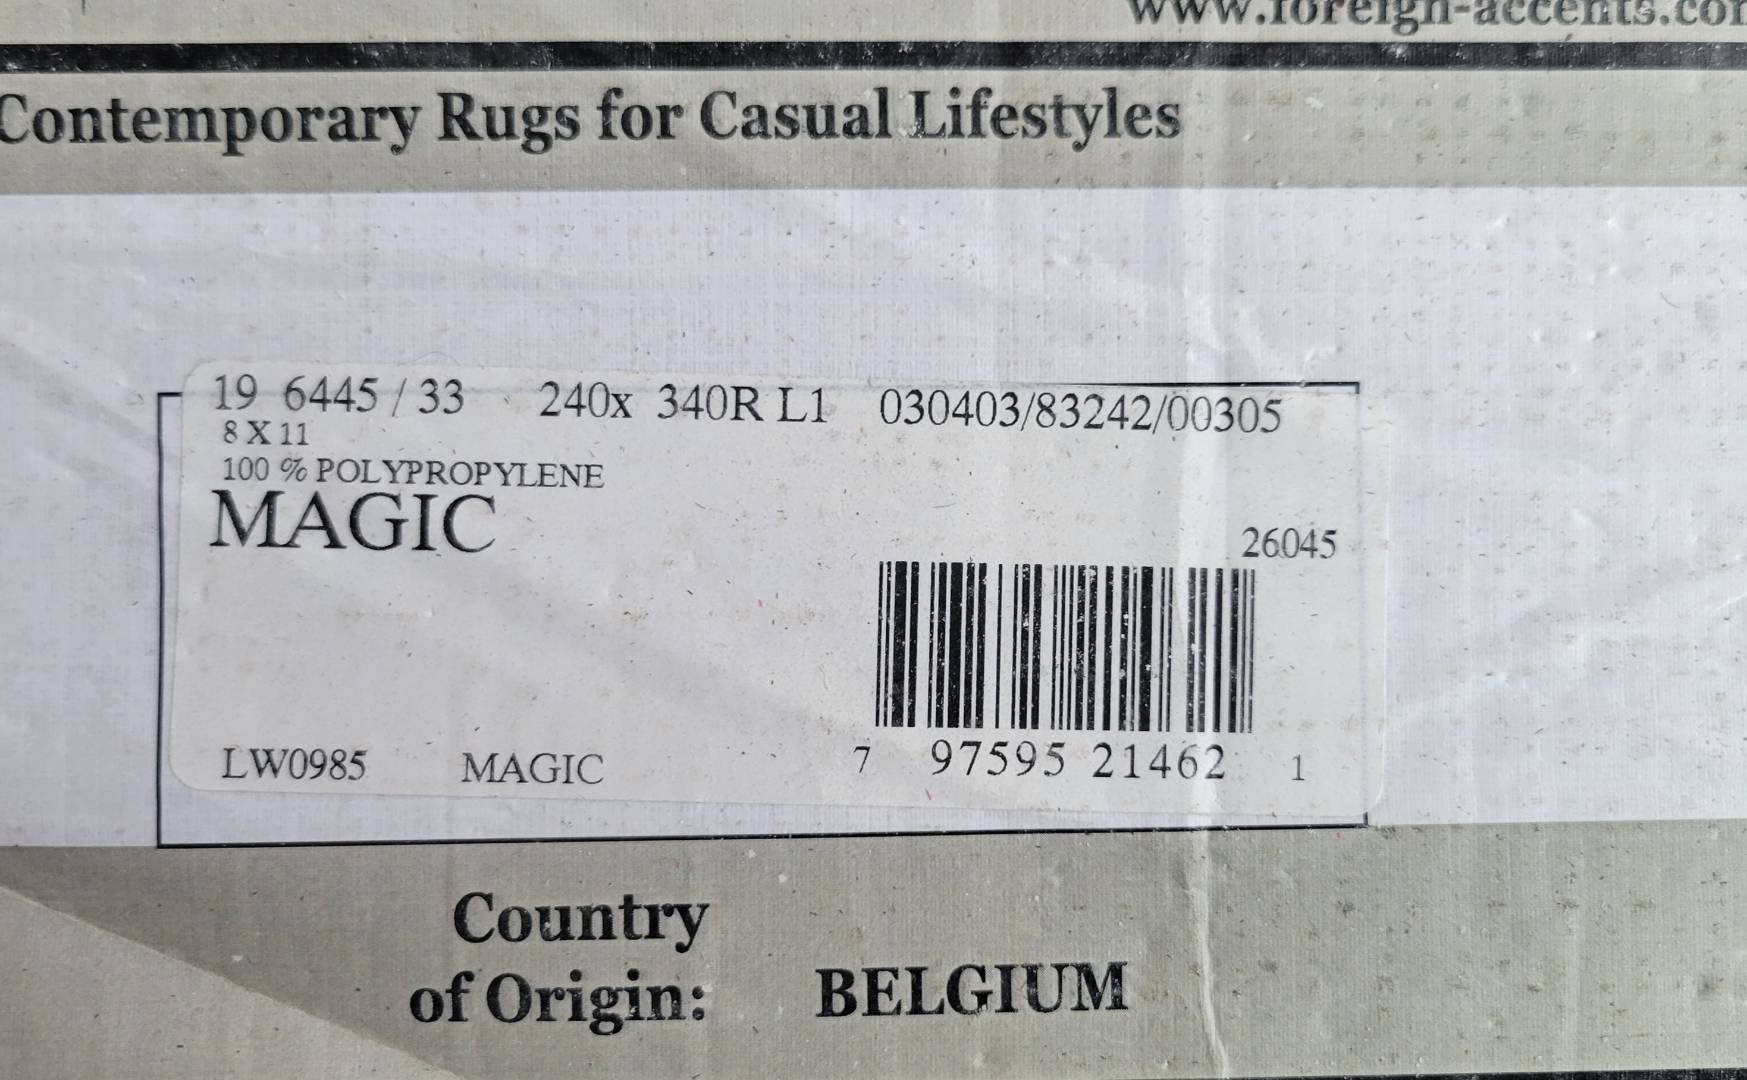 www.foreign-accents.com
Contemporary Rugs for Casual Lifestyles
19 6445 / 33 240x 340R L1 030403/83242/00305
8 X 11
100 % POLYPROPYLENE
MAGIC
26045
LW0985 MAGIC 7 97595 21462 1
Country
of Origin: BELGIUM